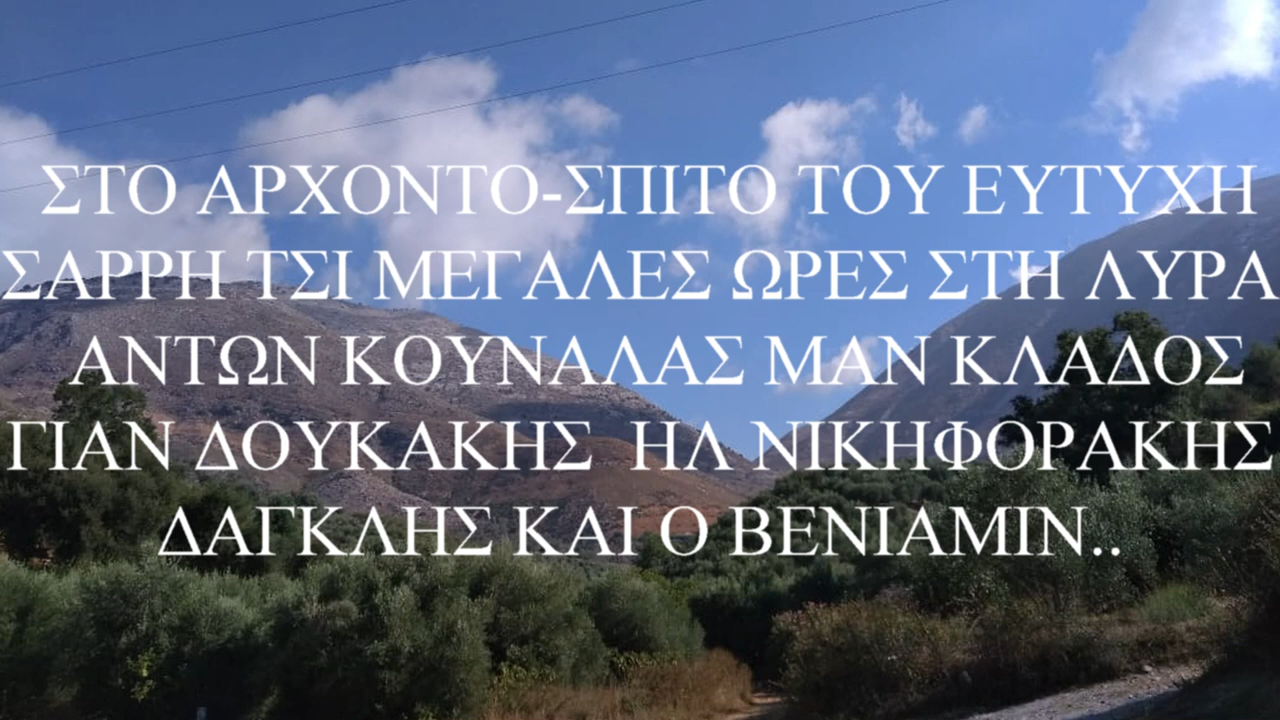 ΣΤΟ ΑΡΧΟΝΤΟ-ΣΠΙΤΟ ΤΟΥ ΕΥΤΥΧΗ
ΣΑΡΡΗ ΤΣΙ ΜΕΓΑΛΕΣ ΩΡΕΣ ΣΤΗ ΛΥΡΑ
ΑΝΤΩΝ ΚΟΥΝΑΛΑΣ ΜΑΝ ΚΛΑΔΟΣ
ΓΙΑΝ ΔΟΥΚΑΚΗΣ ΗΛ ΝΙΚΗΦΟΡΑΚΗΣ
ΔΑΓΚΛΗΣ ΚΑΙ Ο ΒΕΝΙΑΜΙΝ..